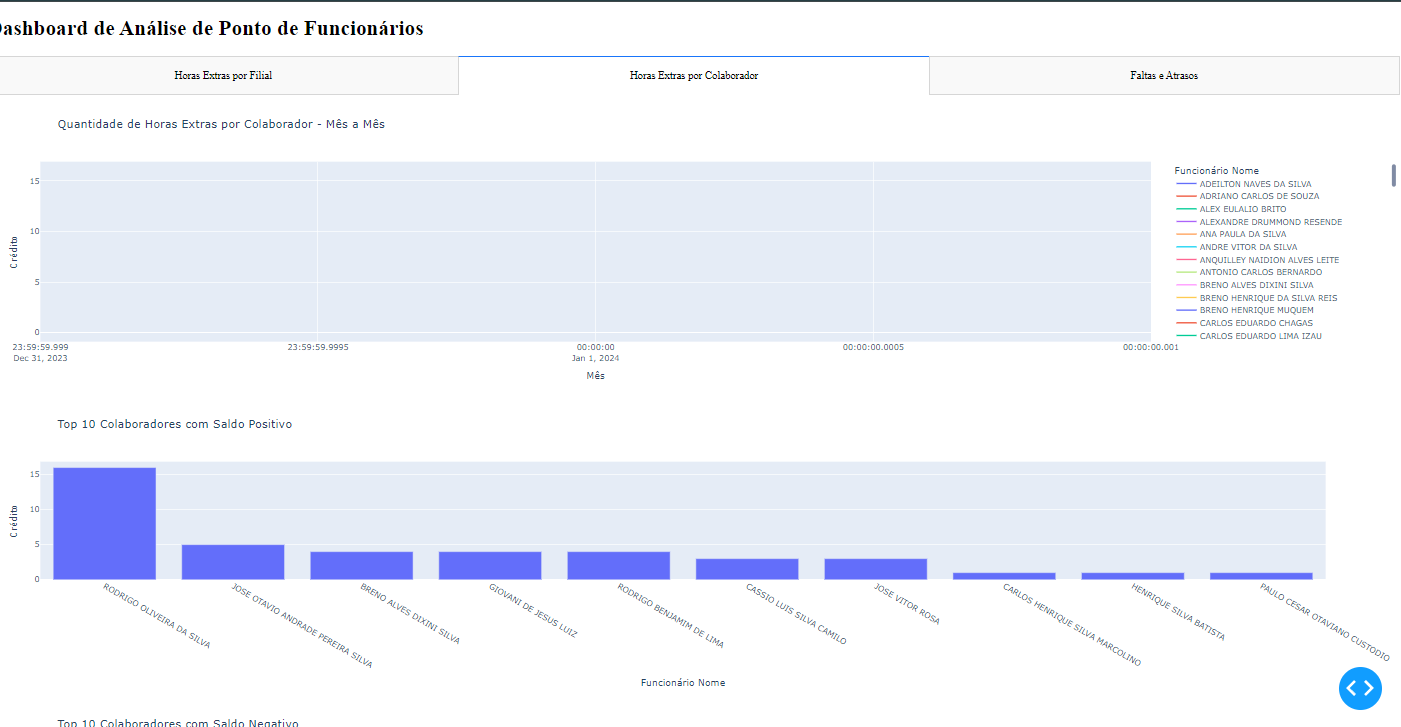 Dashboard de Análise de Ponto de Funcionários
Horas Extras por Filial
Horas Extras por Colaborador
Faltas e Atrasos
Quantidade de Horas Extras por Colaborador - Mês a Mês
Crédito
15
10
5
0
23:59:59.999
Dec 31, 2023
23:59:59.9995
00:00:00
Jan 1, 2024
00:00:00.0005
00:00:00.001
Mês
Funcionário Nome
ADEILTON NAVES DA SILVA
ADRIANO CARLOS DE SOUZA
ALEX EULALIO BRITO
ALEXANDRE DRUMMOND RESENDE
ANA PAULA DA SILVA
ANDRE VITOR DA SILVA
ANQUILLEY NAIDION ALVES LEITE
ANTONIO CARLOS BERNARDO
BRENO ALVES DIXINI SILVA
BRENO HENRIQUE DA SILVA REIS
BRENO HENRIQUE MUQUEM
CARLOS EDUARDO CHAGAS
CARLOS EDUARDO LIMA IZAU
Top 10 Colaboradores com Saldo Positivo
Crédito
15
10
5
0
RODRIGO OLIVEIRA DA SILVA
JOSE OTAVIO ANDRADE PEREIRA SILVA
BRENO ALVES DIXINI SILVA
GIOVANI DE JESUS LUIZ
RODRIGO BENJAMIM DE LIMA
CASSIO LUIS SILVA CAMILO
JOSE VITOR ROSA
CARLOS HENRIQUE SILVA MARCOLINO
HENRIQUE SILVA BATISTA
PAULO CESAR OTAVIANO CUSTODIO
Funcionário Nome
Top 10 Colaboradores com Saldo Negativo